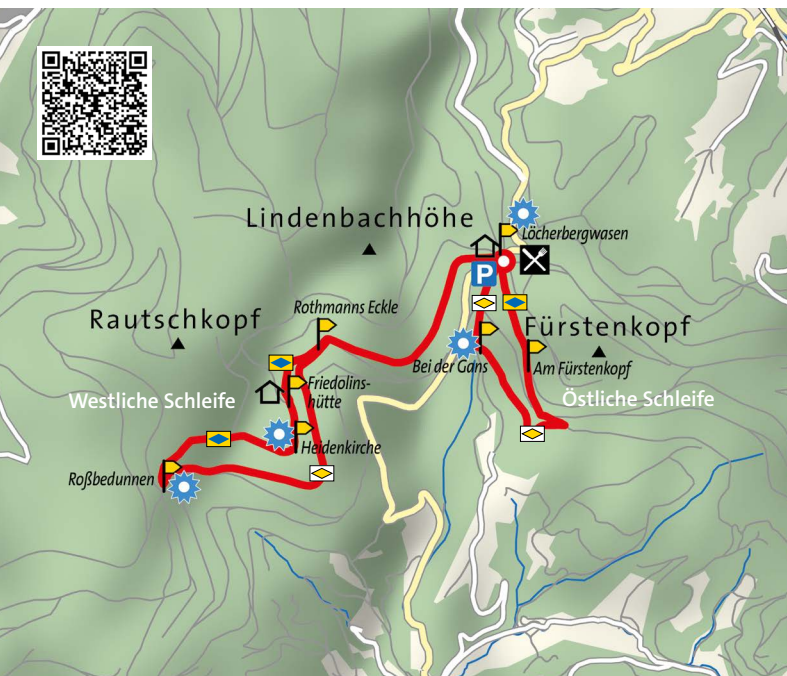 Lindenbachhöhe
Löcherbergwasen
P
Rothmanns Eckle
Rautschkopf
Fürstenkopf
Bei der Gans
Am Fürstenkopf
Friedolins-
hütte
Westliche Schleife
Östliche Schleife
Heidenkirche
Roßbedunnen